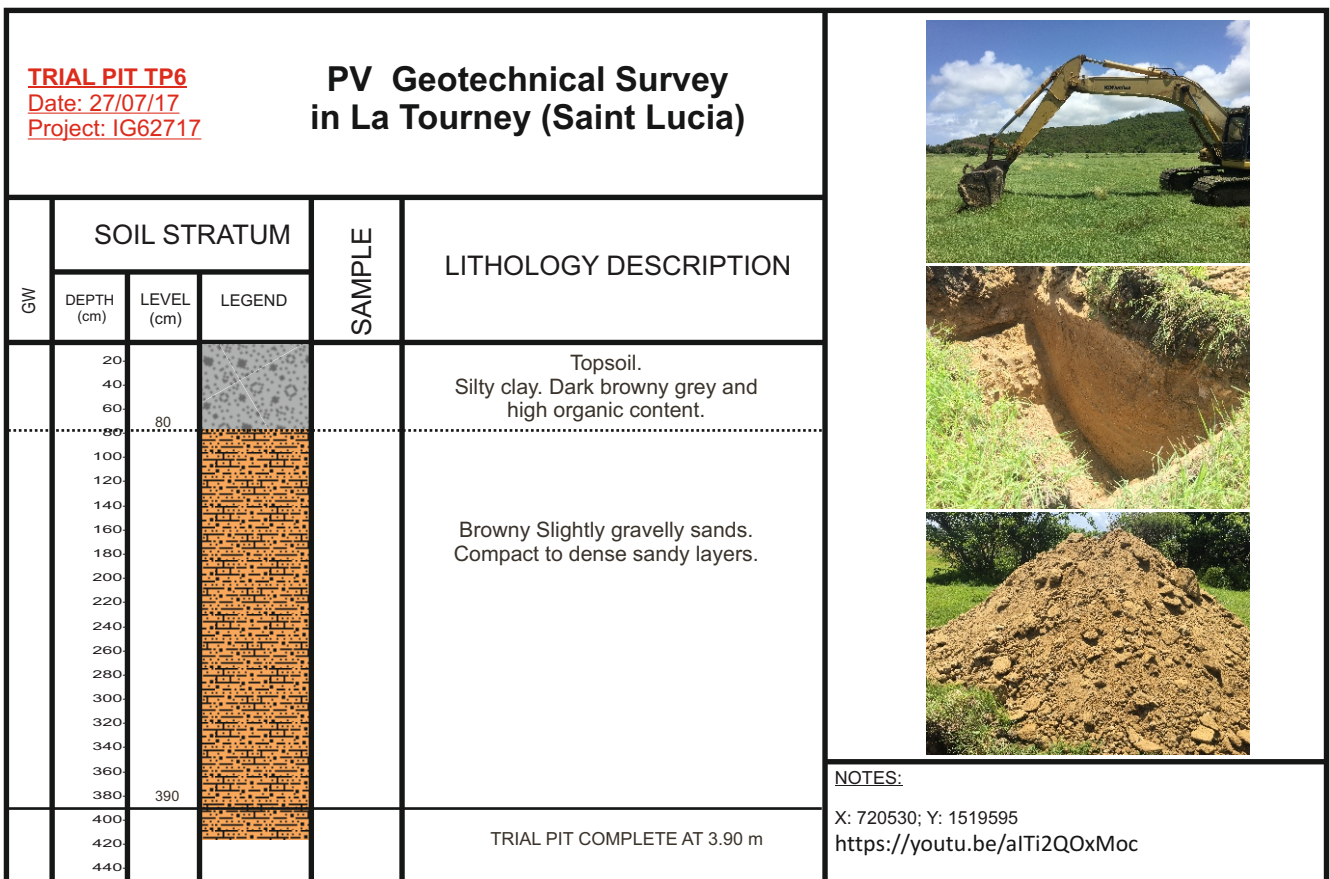 TRIAL PIT TP6
Date: 27/07/17
Project: IG62717
PV Geotechnical Survey
in La Tourney (Saint Lucia)
GW
SOIL STRATUM
DEPTH
(cm)
LEVEL
(cm)
LEGEND
SAMPLE
LITHOLOGY DESCRIPTION
20
40
60
80
100
120
140
160
180
200
220
240
260
280
300
320
340
360
380
400
420
440
80
390
Topsoil.
Silty clay. Dark browny grey and
high organic content.
Browny Slightly gravelly sands.
Compact to dense sandy layers.
TRIAL PIT COMPLETE AT 3.90 m
NOTES:
X: 720530; Y: 1519595
https://youtu.be/aITi2QOxMoc